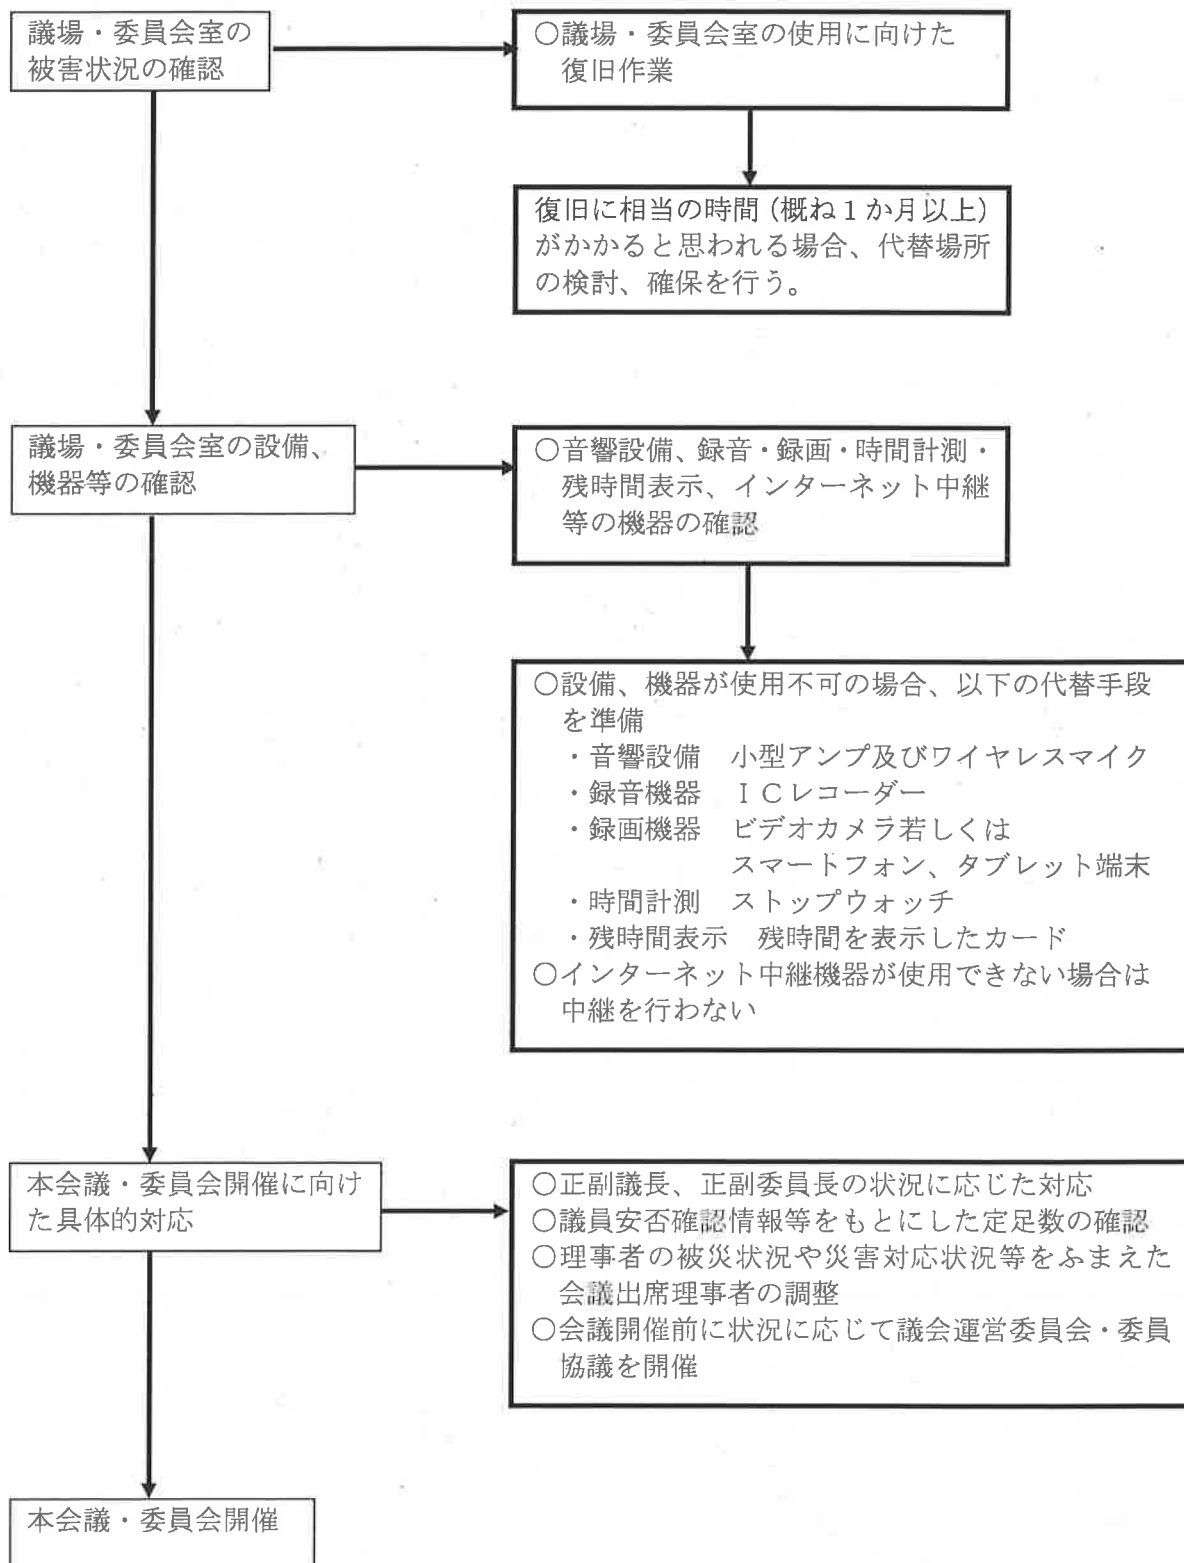 議場・委員会室の
被害状況の確認
○議場・委員会室の使用に向けた
復旧作業
復旧に相当の時間（概ね１か月以上）
がかかると思われる場合、代替場所
の検討、確保を行う。
議場・委員会室の設備、
機器等の確認
○音響設備、録音・録画・時間計測・
残時間表示、インターネット中継
等の機器の確認
○設備、機器が使用不可の場合、以下の代替手段
を準備
・音響設備　小型アンプ及びワイヤレスマイク
・録音機器　ＩＣレコーダー
・録画機器　ビデオカメラ若しくは
スマートフォン、タブレット端末
・時間計測　ストップウォッチ
・残時間表示　残時間を表示したカード
○インターネット中継機器が使用できない場合は
中継を行わない
本会議・委員会開催に向け
た具体的対応
○正副議長、正副委員長の状況に応じた対応
○議員安否確認情報等をもとにした定足数の確認
○理事者の被災状況や災害対応状況等をふまえた
会議出席理事者の調整
○会議開催前に状況に応じて議会運営委員会・委員
協議を開催
本会議・委員会開催